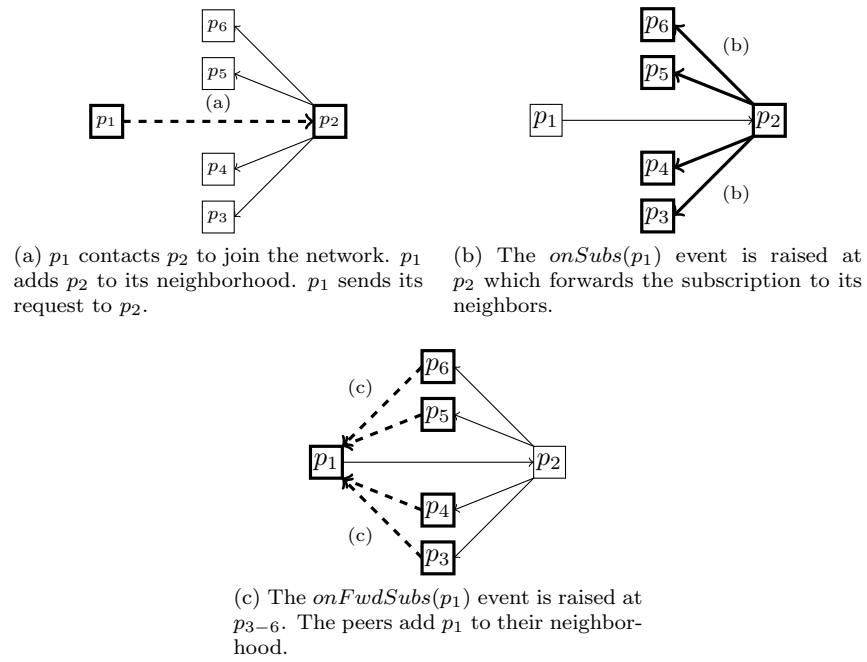 p₆
p₅
(a)
p₁ p₂
p₄
p₃
(a) p₁ contacts p₂ to join the network. p₁
adds p₂ to its neighborhood. p₁ sends its
request to p₂.
p₆
(b)
p₅
p₁ p₂
p₄
(b)
p₃
(b) The onSubs(p₁) event is raised at
p₂ which forwards the subscription to its
neighbors.
p₆
(c)
p₅
p₁ p₂
p₄
(c)
p₃
(c) The onFwdSubs(p₁) event is raised at
p₃₋₆. The peers add p₁ to their neighbor-
hood.